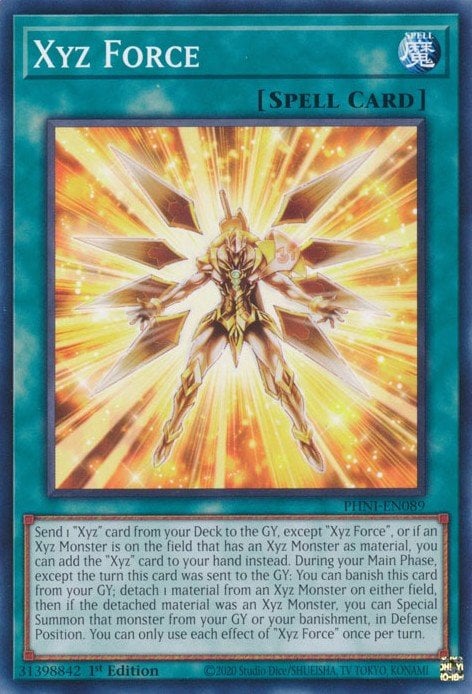 Xyz Force
SPELL
魔
[Spell Card]
39
PHNI-EN089
Send 1 "Xyz" card from your Deck to the GY, except "Xyz Force", or if an
Xyz Monster is on the field that has an Xyz Monster as material, you
can add the "Xyz" card to your hand instead. During your Main Phase,
except the turn this card was sent to the GY: You can banish this card
from your GY; detach 1 material from an Xyz Monster on either field,
then if the detached material was an Xyz Monster, you can Special
Summon that monster from your GY or your banishment, in Defense
Position. You can only use each effect of "Xyz Force" once per turn.
31398842 1st Edition ©2020 Studio Dice/SHUEISHA, TV TOKYO, KONAMI